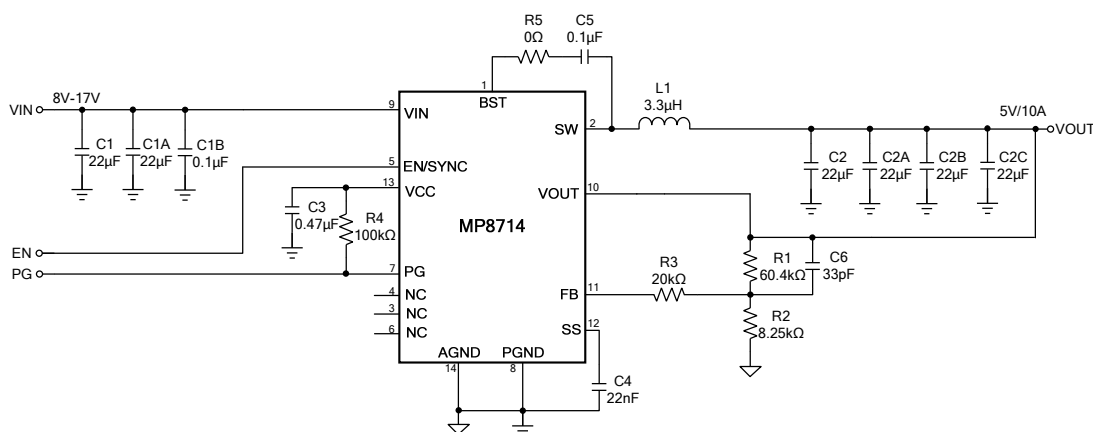 R5
0Ω
C5
0.1µF
1
BST
VIN
8V-17V
9
VIN
C1
22µF
C1A
22µF
C1B
0.1µF
SW
2
L1
3.3µH
5V/10A
VOUT
C2
22µF
C2A
22µF
C2B
22µF
C2C
22µF
5
EN/SYNC
13
VCC
C3
0.47µF
R4
100kΩ
MP8714
VOUT
10
EN
PG
7
PG
4
NC
3
NC
6
NC
R3
20kΩ
R1
60.4kΩ
C6
33pF
FB
11
R2
8.25kΩ
SS
12
AGND
14
PGND
8
C4
22nF